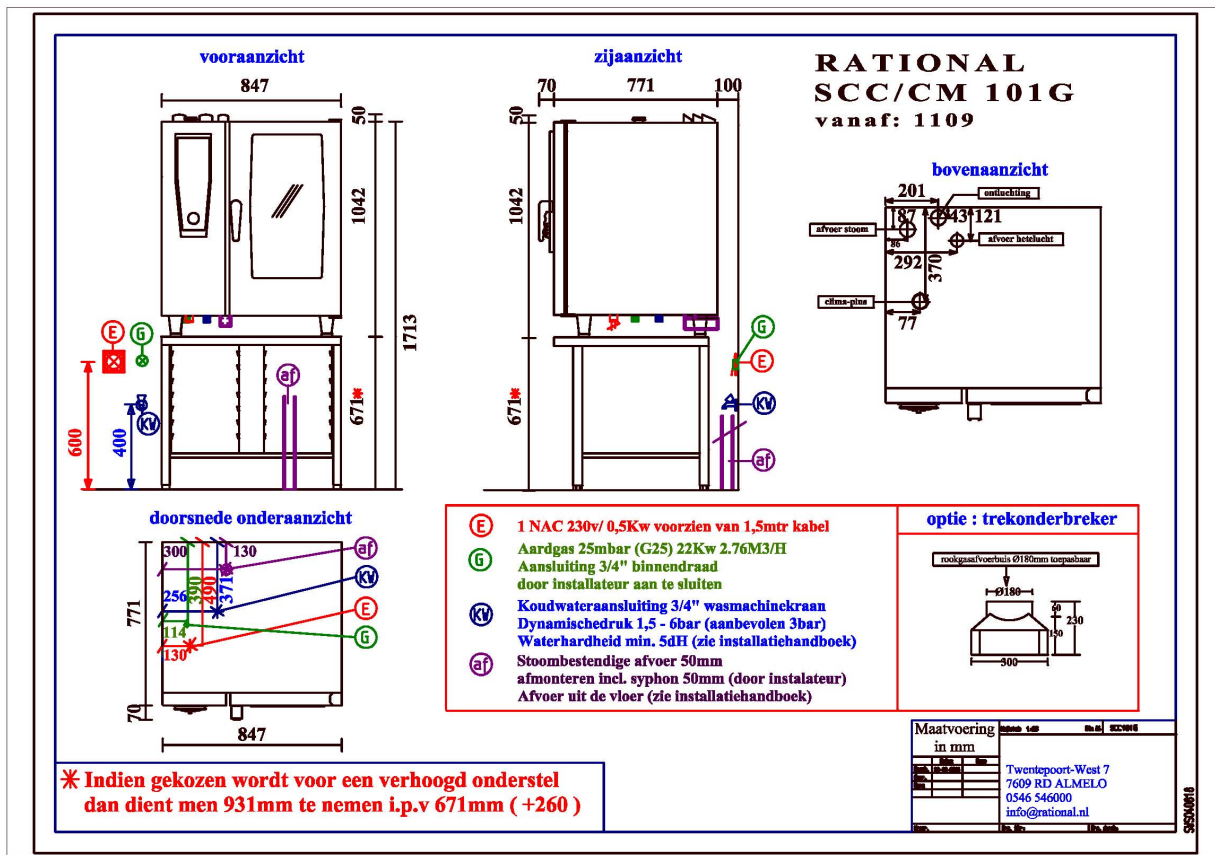 vooraanzicht
847
50
1042
1713
671*
E
G
af
KW
600
400
zijaanzicht
70
771
100
50
1042
671*
G
E
KW
af
RATIONAL
SCC/CM 101G
vanaf: 1109
bovenaanzicht
201
ontluchting
87
43
121
afvoer stoom
86
afvoer hetelucht
292
370
clima-plus
77
doorsnede onderaanzicht
300
130
390
490
371
256
114
130
771
70
847
af
KW
E
G
E
1 NAC 230v/ 0,5Kw voorzien van 1,5mtr kabel
G
Aardgas 25mbar (G25) 22Kw 2.76M3/H
Aansluiting 3/4" binnendraad
door installateur aan te sluiten
KW
Koudwateraansluiting 3/4" wasmachinekraan
Dynamischedruk 1,5 - 6bar (aanbevolen 3bar)
Waterhardheid min. 5dH (zie installatiehandboek)
af
Stoombestendige afvoer 50mm
afmonteren incl. syphon 50mm (door instalateur)
Afvoer uit de vloer (zie installatiehandboek)
optie : trekonderbreker
rookgasafvoerbuis Ø180mm toepasbaar
Ø180
60
150
230
300
* Indien gekozen wordt voor een verhoogd onderstel
dan dient men 931mm te nemen i.p.v 671mm ( +260 )
Maatvoering
in mm
Twentepoort-West 7
7609 RD ALMELO
0546 546000
info@rational.nl